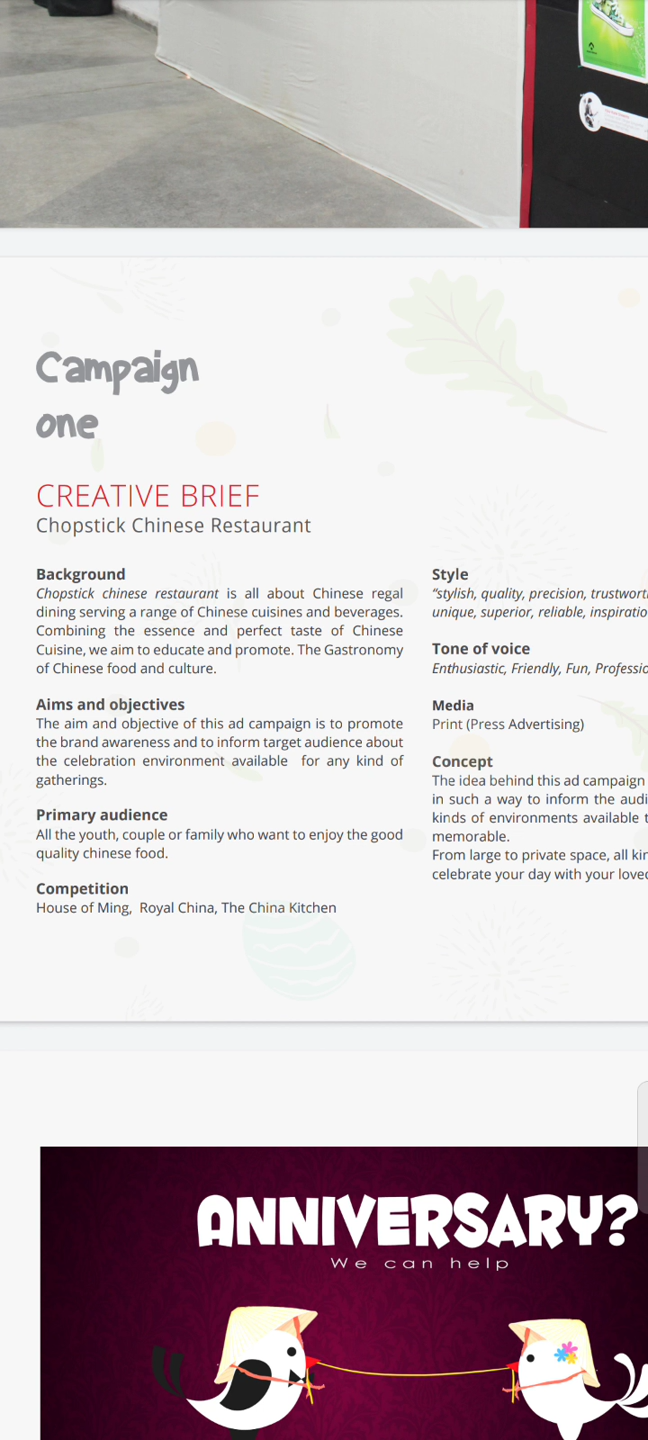 Campaign
one
CREATIVE BRIEF
Chopstick Chinese Restaurant
Background
Chopstick chinese restaurant is all about Chinese regal
dining serving a range of Chinese cuisines and beverages.
Combining the essence and perfect taste of Chinese
Cuisine, we aim to educate and promote. The Gastronomy
of Chinese food and culture.
Aims and objectives
The aim and objective of this ad campaign is to promote
the brand awareness and to inform target audience about
the celebration environment available for any kind of
gatherings.
Primary audience
All the youth, couple or family who want to enjoy the good
quality chinese food.
Competition
House of Ming, Royal China, The China Kitchen
Style
“stylish, quality, precision,
unique, superior, reliable,
Tone of voice
Enthusiastic, Friendly, Fun,
Media
Print (Press Advertising)
Concept
The idea behind this ad campaign
in such a way to inform the
kinds of environments available
memorable.
From large to private space, all
celebrate your day with your
ANNIVERSARY?
We can help